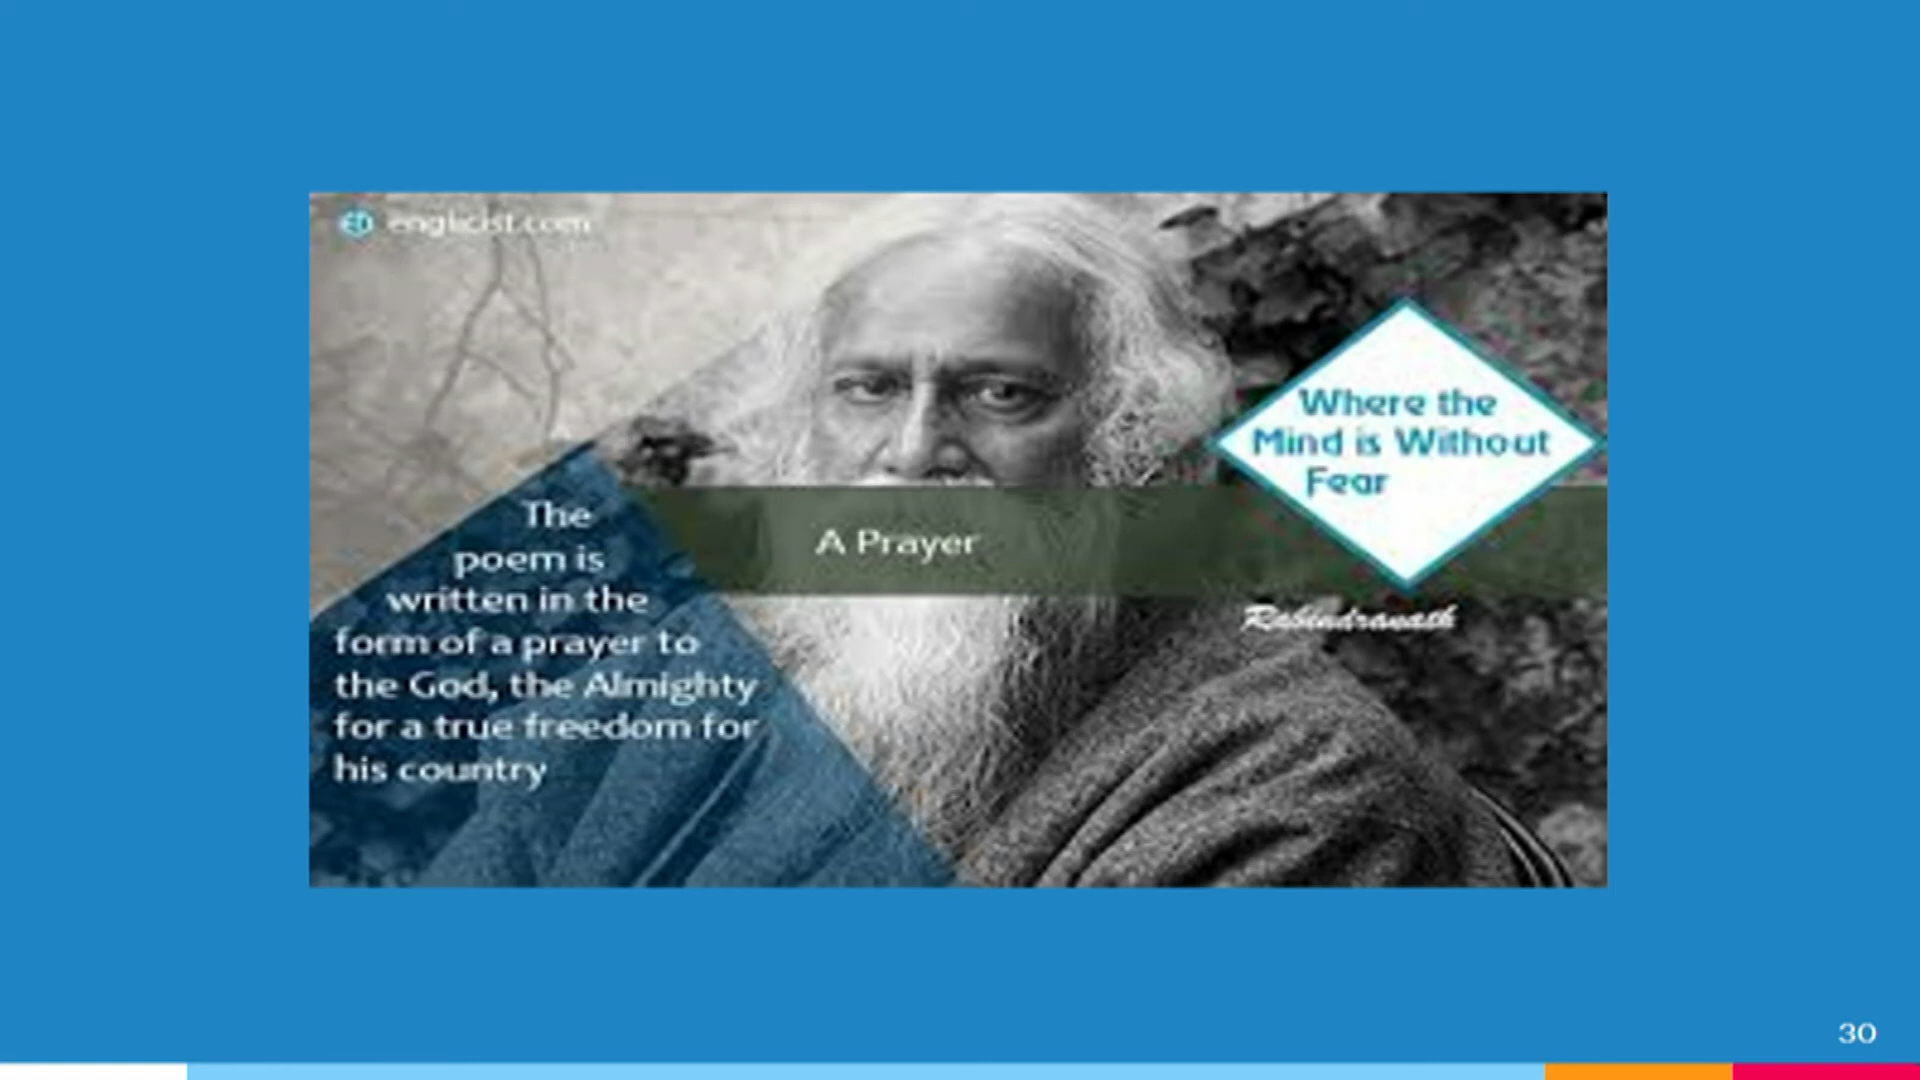 englicist.com
Where the
Mind is Without
Fear
A Prayer
Rabindranath
The
poem is
written in the
form of a prayer to
the God, the Almighty
for a true freedom for
his country
30